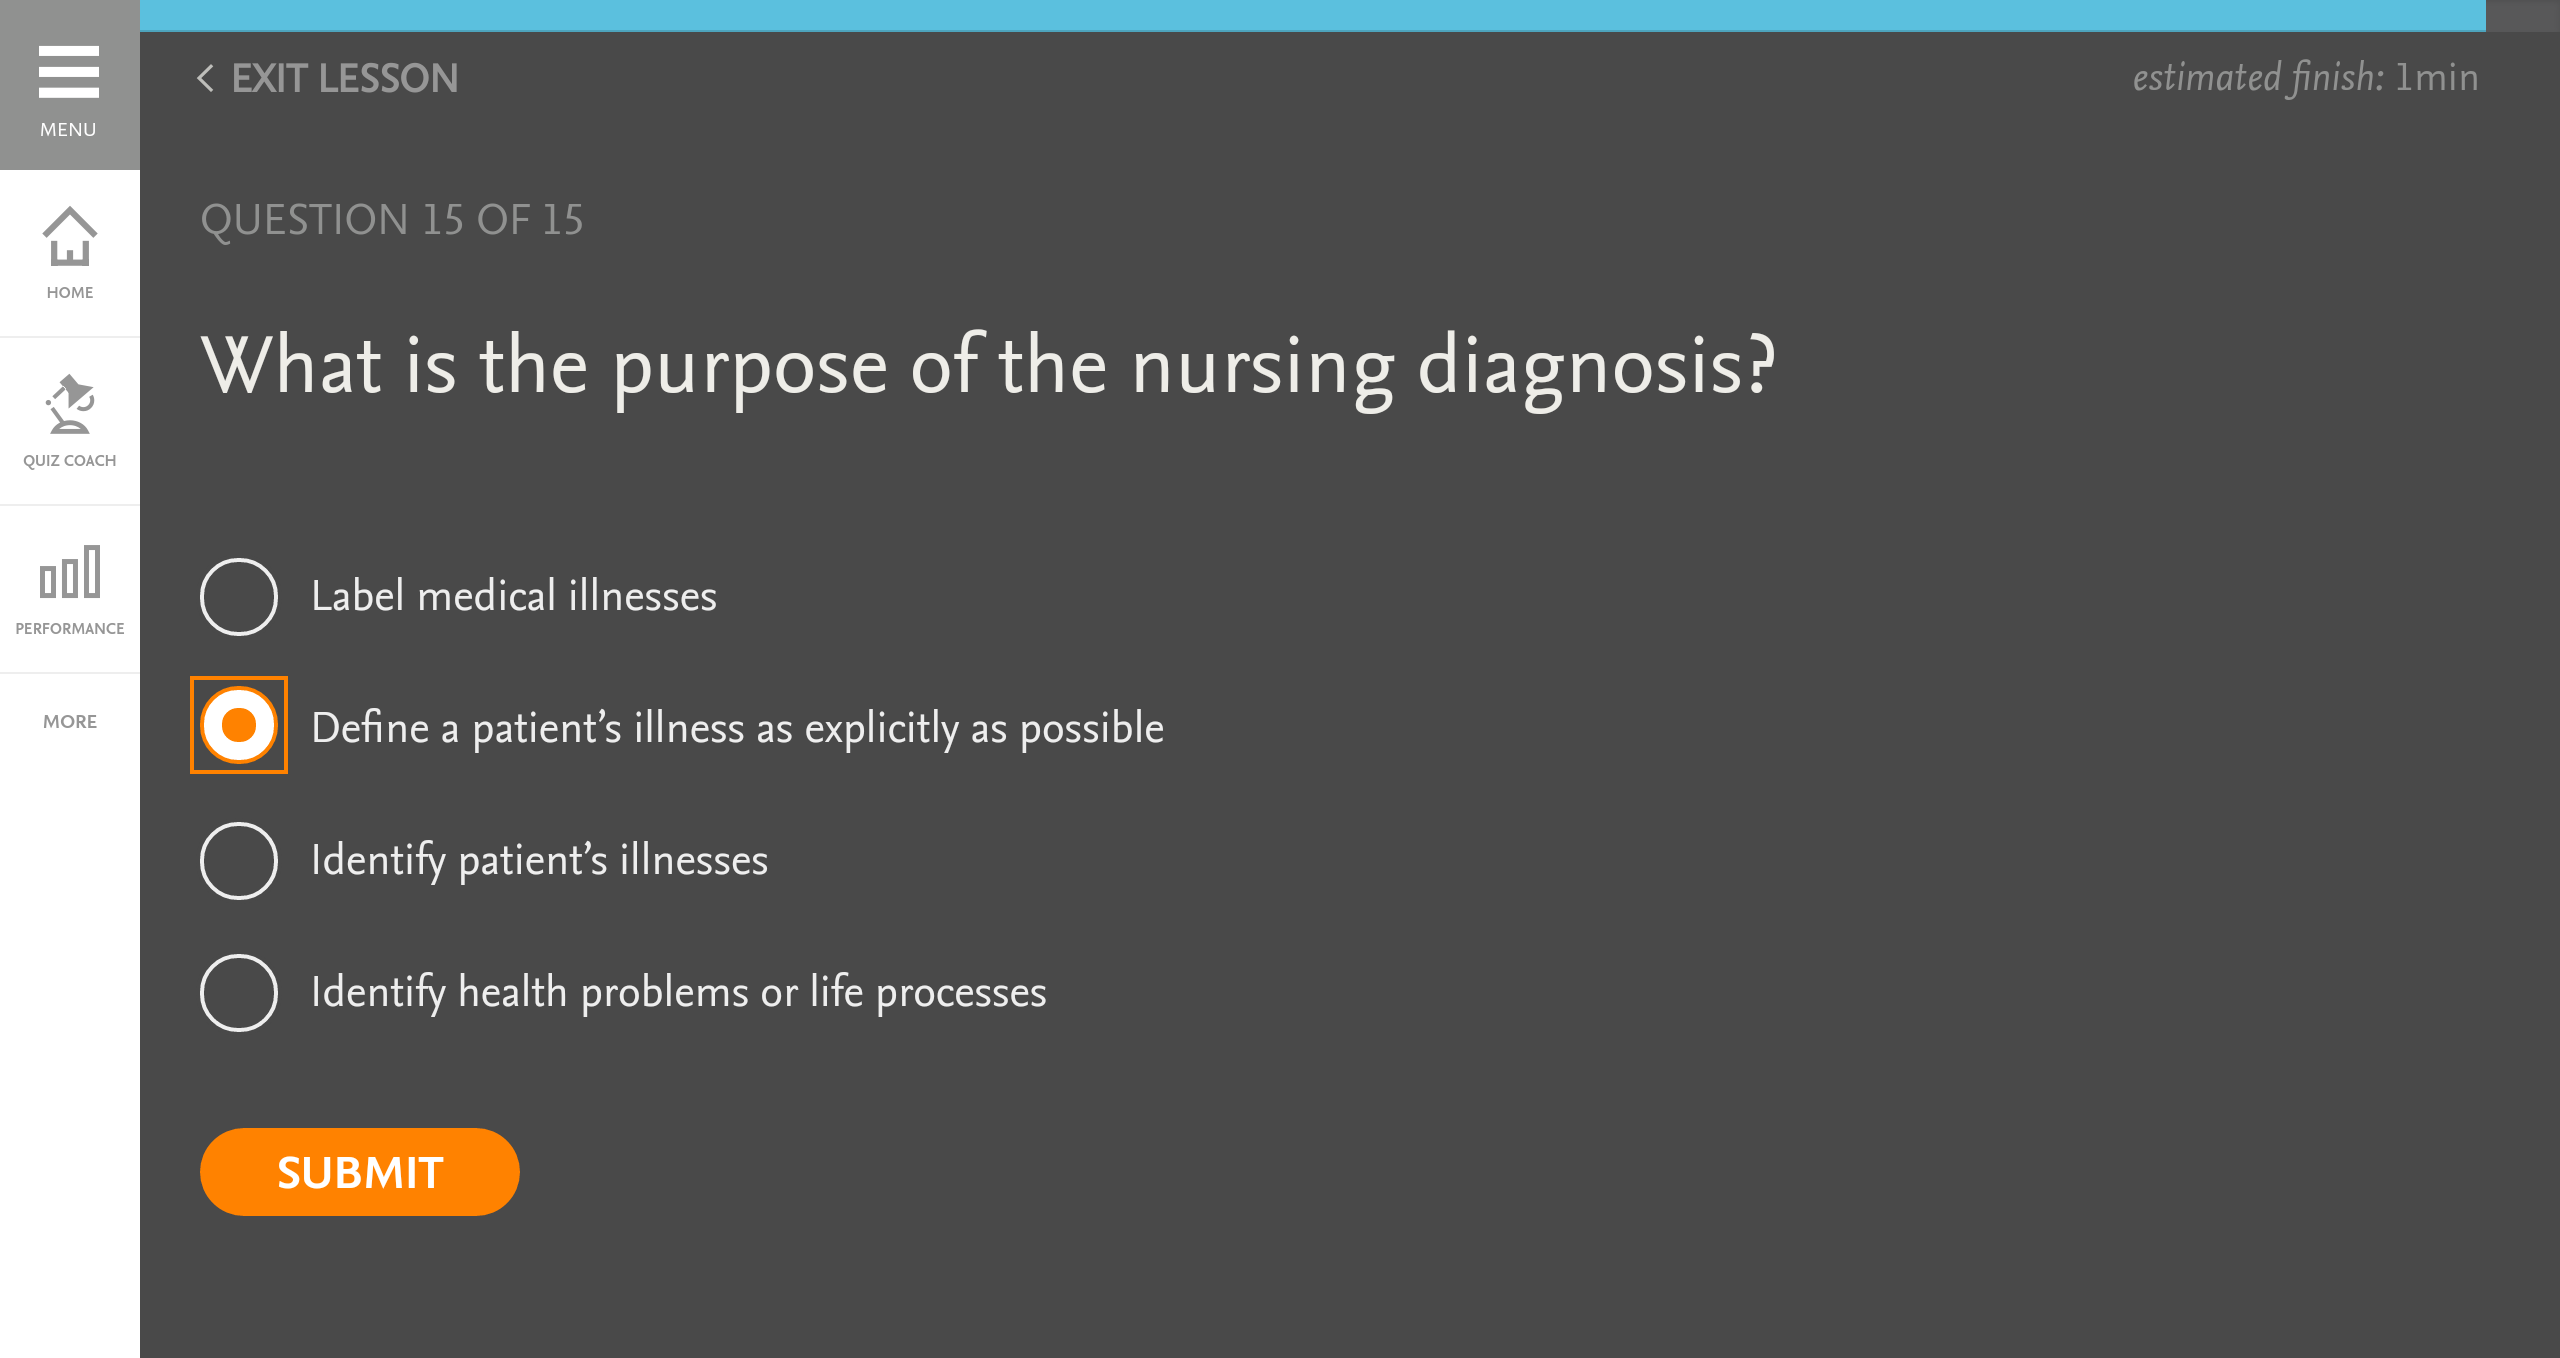 MENU
HOME
QUIZ COACH
PERFORMANCE
MORE
EXIT LESSON
estimated finish: 1min
QUESTION 15 OF 15
What is the purpose of the nursing diagnosis?
Label medical illnesses
Define a patient’s illness as explicitly as possible
Identify patient’s illnesses
Identify health problems or life processes
SUBMIT